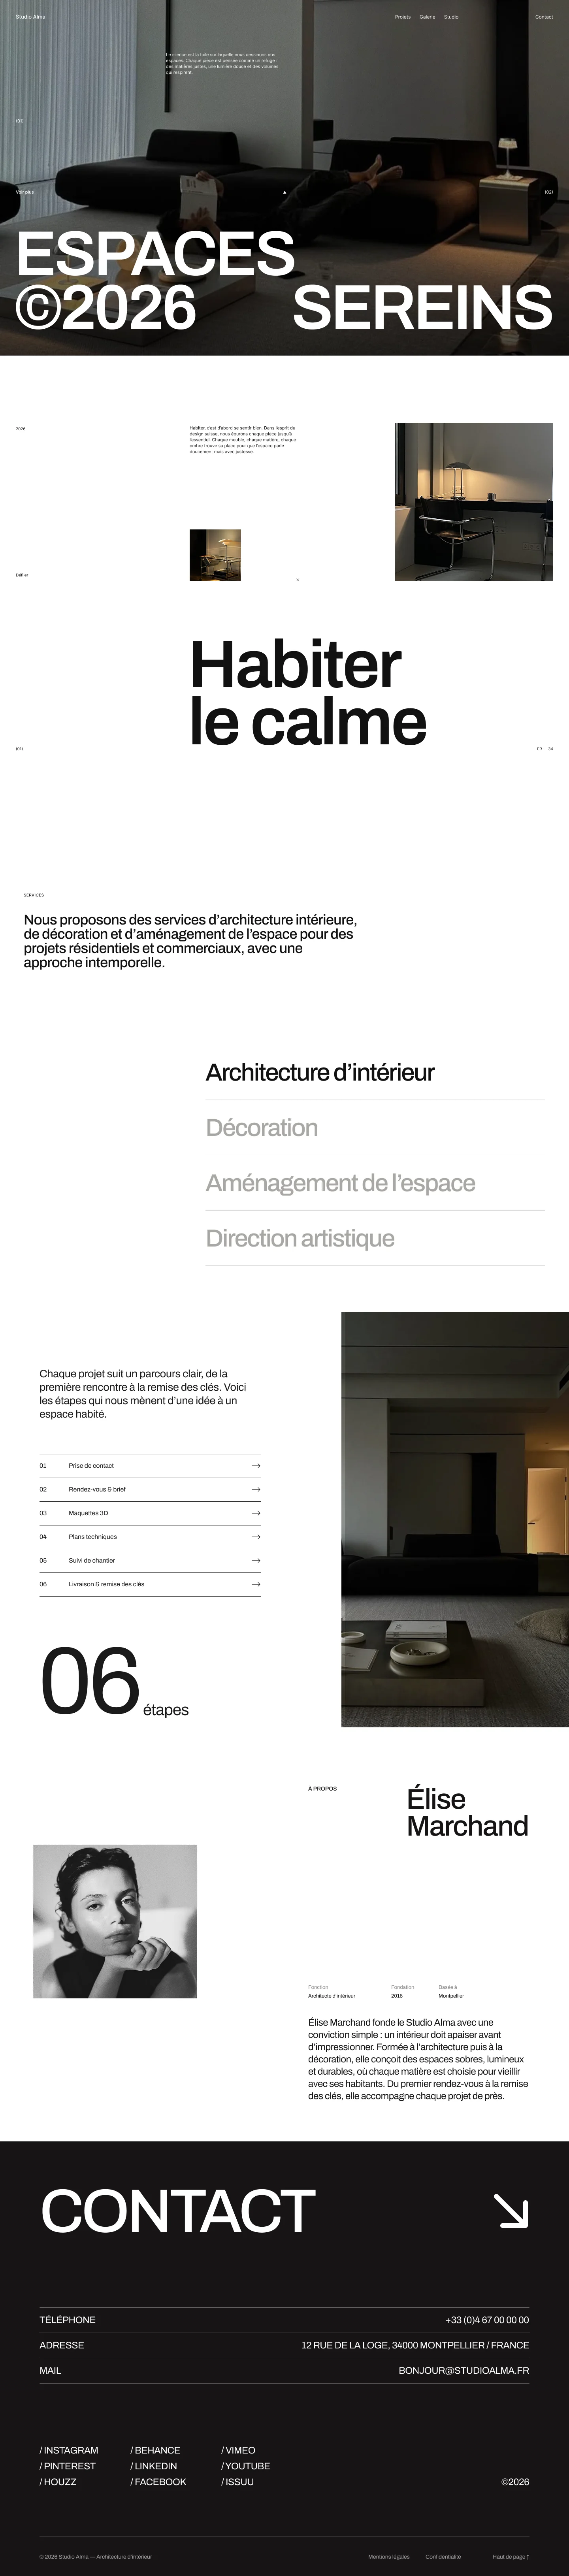 Studio Alma
Projets Galerie Studio
Contact
Le silence est la toile sur laquelle nous dessinons vos
espaces. Chaque pièce est pensée comme un refuge :
des matières justes, une lumière douce et des volumes
qui respirent.
Voir plus
(02)
ESPACES
©2026 SEREINS
2026
Habiter, c'est d'abord se sentir bien. Dans l'esprit du
design suisse, nous épurons chaque pièce jusqu'à
l'essentiel. Chaque meuble, chaque matière, chaque
ombre trouve sa place pour que l'espace parle
doucement mais avec justesse.
Défiler
Habiter
le calme
(01)
FR — 34
SERVICES
Nous proposons des services d’architecture intérieure,
de décoration et d’aménagement de l’espace pour des
projets résidentiels et commerciaux, avec une
approche intemporelle.
Architecture d’intérieur
Décoration
Aménagement de l’espace
Direction artistique
Chaque projet suit un parcours clair, de la
première rencontre à la remise des clés. Voici
les étapes qui nous mènent d’une idée à un
espace habité.
01 Prise de contact →
02 Rendez-vous & brief →
03 Maquettes 3D →
04 Plans techniques →
05 Suivi de chantier →
06 Livraison & remise des clés →
06 étapes
À PROPOS
Élise
Marchand
Fonction Fondation Basée à
Architecte d’intérieur 2016 Montpellier
Élise Marchand fonde le Studio Alma avec une
conviction simple : un intérieur doit apaiser avant
d’impressionner. Formée à l’architecture puis à la
décoration, elle conçoit des espaces sobres, lumineux
et durables, où chaque matière est choisie pour vieillir
avec ses habitants. Du premier rendez-vous à la remise
des clés, elle accompagne chaque projet de près.
CONTACT
TÉLÉPHONE +33 (0)4 67 00 00 00
ADRESSE 12 RUE DE LA LOGE, 34000 MONTPELLIER / FRANCE
MAIL BONJOUR@STUDIOALMA.FR
/ INSTAGRAM / BEHANCE / VIMEO
/ PINTEREST / LINKEDIN / YOUTUBE
/ HOUZZ / FACEBOOK / ISSUU
©2026
© 2026 Studio Alma — Architecture d’intérieur
Mentions légales Confidentialité Haut de page ↑